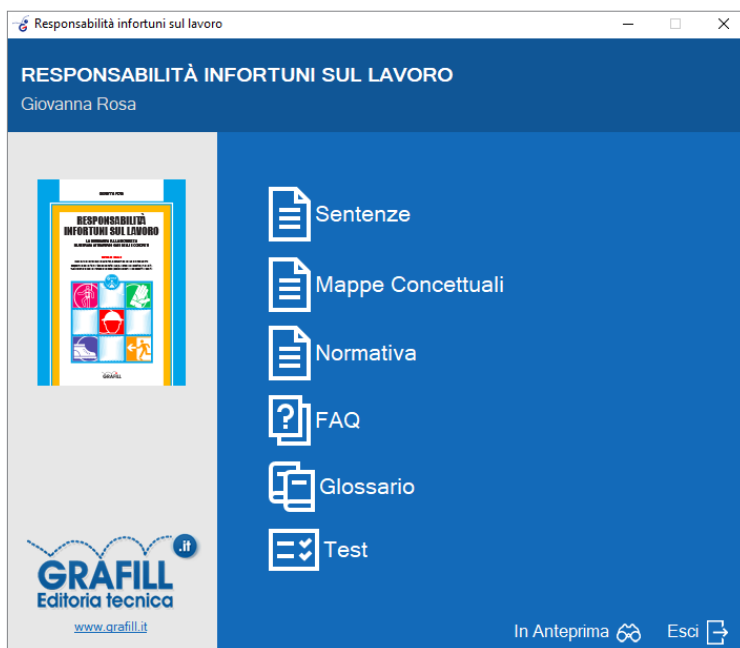 Responsabilità infortuni sul lavoro
RESPONSABILITÀ INFORTUNI SUL LAVORO
Giovanna Rosa
RESPONSABILITÀ
INFORTUNI SUL LAVORO
GRAFILL
Sentenze
Mappe Concettuali
Normativa
FAQ
Glossario
Test
.it
GRAFILL
Editoria tecnica
www.grafill.it
In Anteprima
Esci